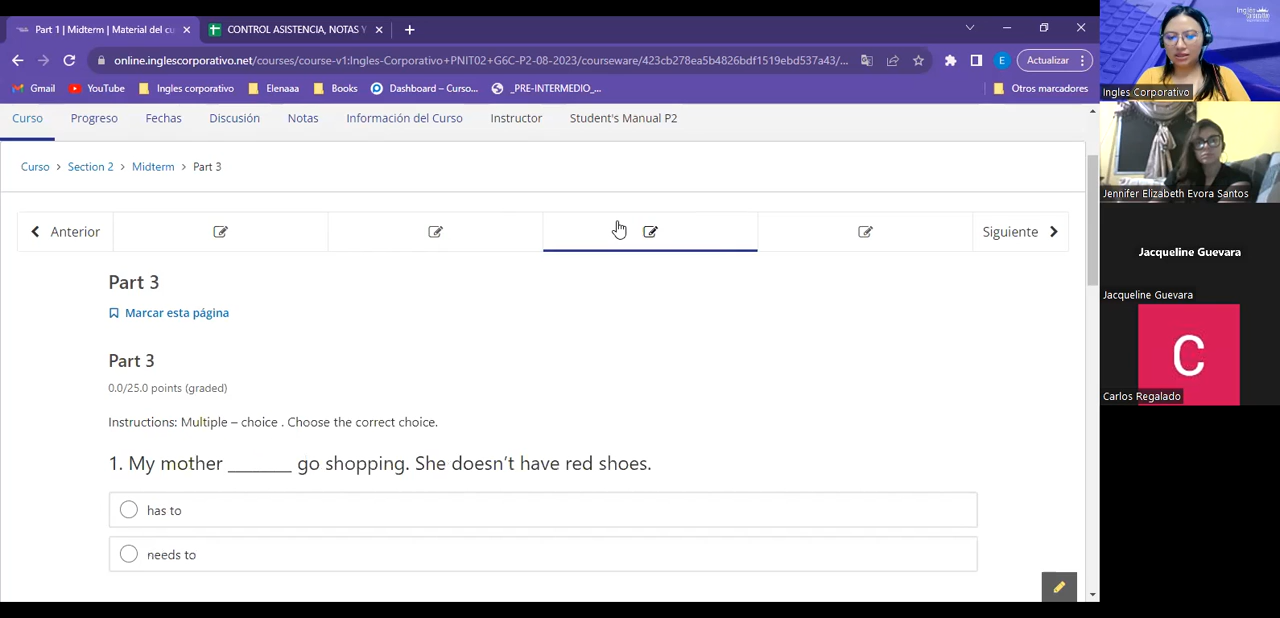 Part 1 | Midterm | Material del cu
CONTROL ASISTENCIA, NOTAS Y
online.inglescorporativo.net/courses/course-v1:Ingles-Corporativo+PNIT02+G6C-P2-08-2023/courseware/423cb278ea5b4826bdf1519ebd537a43/...
E
Actualizar
Gmail
YouTube
Ingles corporativo
Elenaaa
Books
Dashboard – Curso...
_PRE-INTERMEDIO_...
Otros marcadores
Curso
Progreso
Fechas
Discusión
Notas
Información del Curso
Instructor
Student's Manual P2
Curso > Section 2 > Midterm > Part 3
Anterior
Siguiente
Part 3
Marcar esta página
Part 3
0.0/25.0 points (graded)
Instructions: Multiple – choice . Choose the correct choice.
1. My mother _______ go shopping. She doesn’t have red shoes.
has to
needs to
Ingles Corporativo
Jennifer Elizabeth Evora Santos
Jacqueline Guevara
Jacqueline Guevara
C
Carlos Regalado